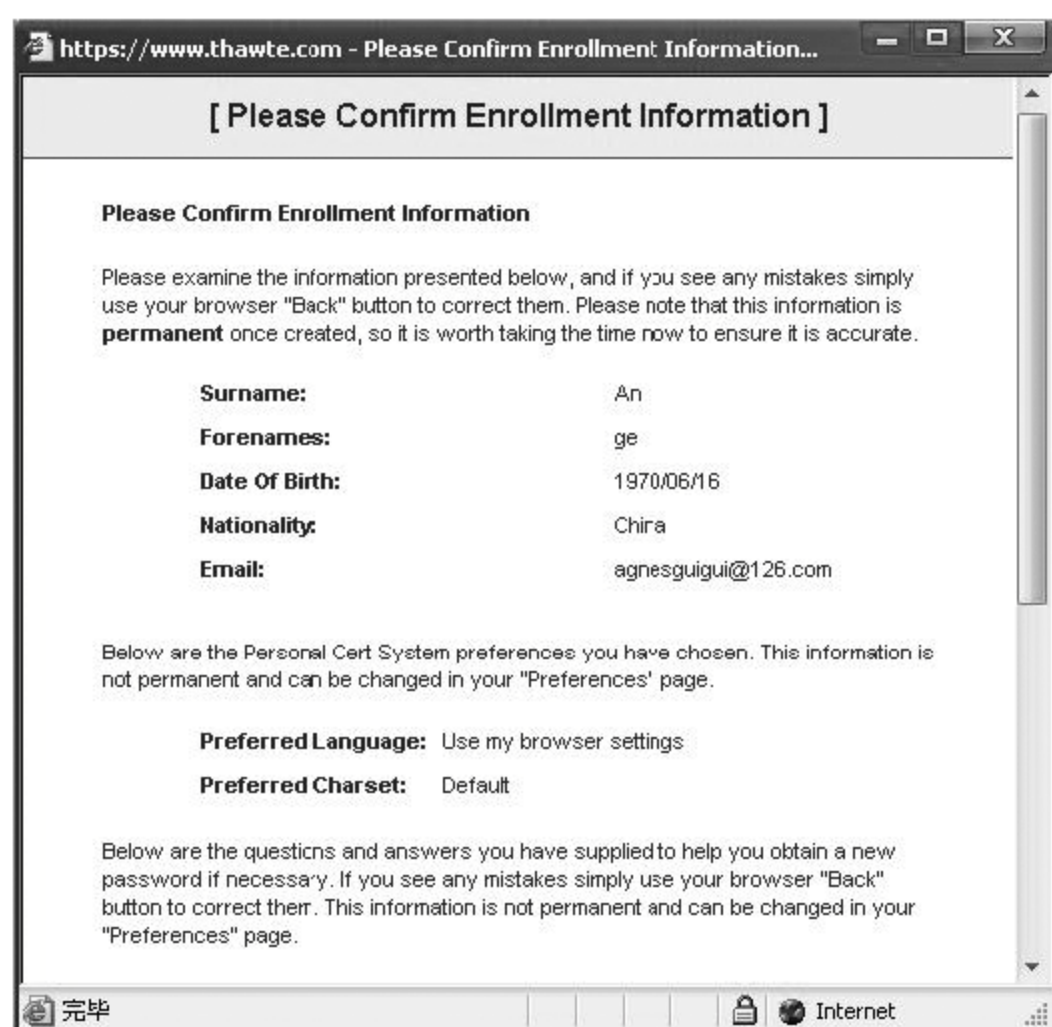 https://www.thawte.com - Please Confirm Enrollment Information...
[ Please Confirm Enrollment Information ]
Please Confirm Enrollment Information
Please examine the information presented below, and if you see any mistakes simply
use your browser "Back" button to correct them. Please note that this information is
permanent once created, so it is worth taking the time now to ensure it is accurate.
Surname: An
Forenames: ge
Date Of Birth: 1970/06/16
Nationality: China
Email: agnesguigui@126.com
Below are the Personal Cert System preferences you have chosen. This information is
not permanent and can be changed in your "Preferences" page.
Preferred Language: Use my browser settings
Preferred Charset: Default
Below are the questions and answers you have supplied to help you obtain a new
password if necessary. If you see any mistakes simply use your browser "Back"
button to correct them. This information is not permanent and can be changed in your
"Preferences" page.
完毕 Internet